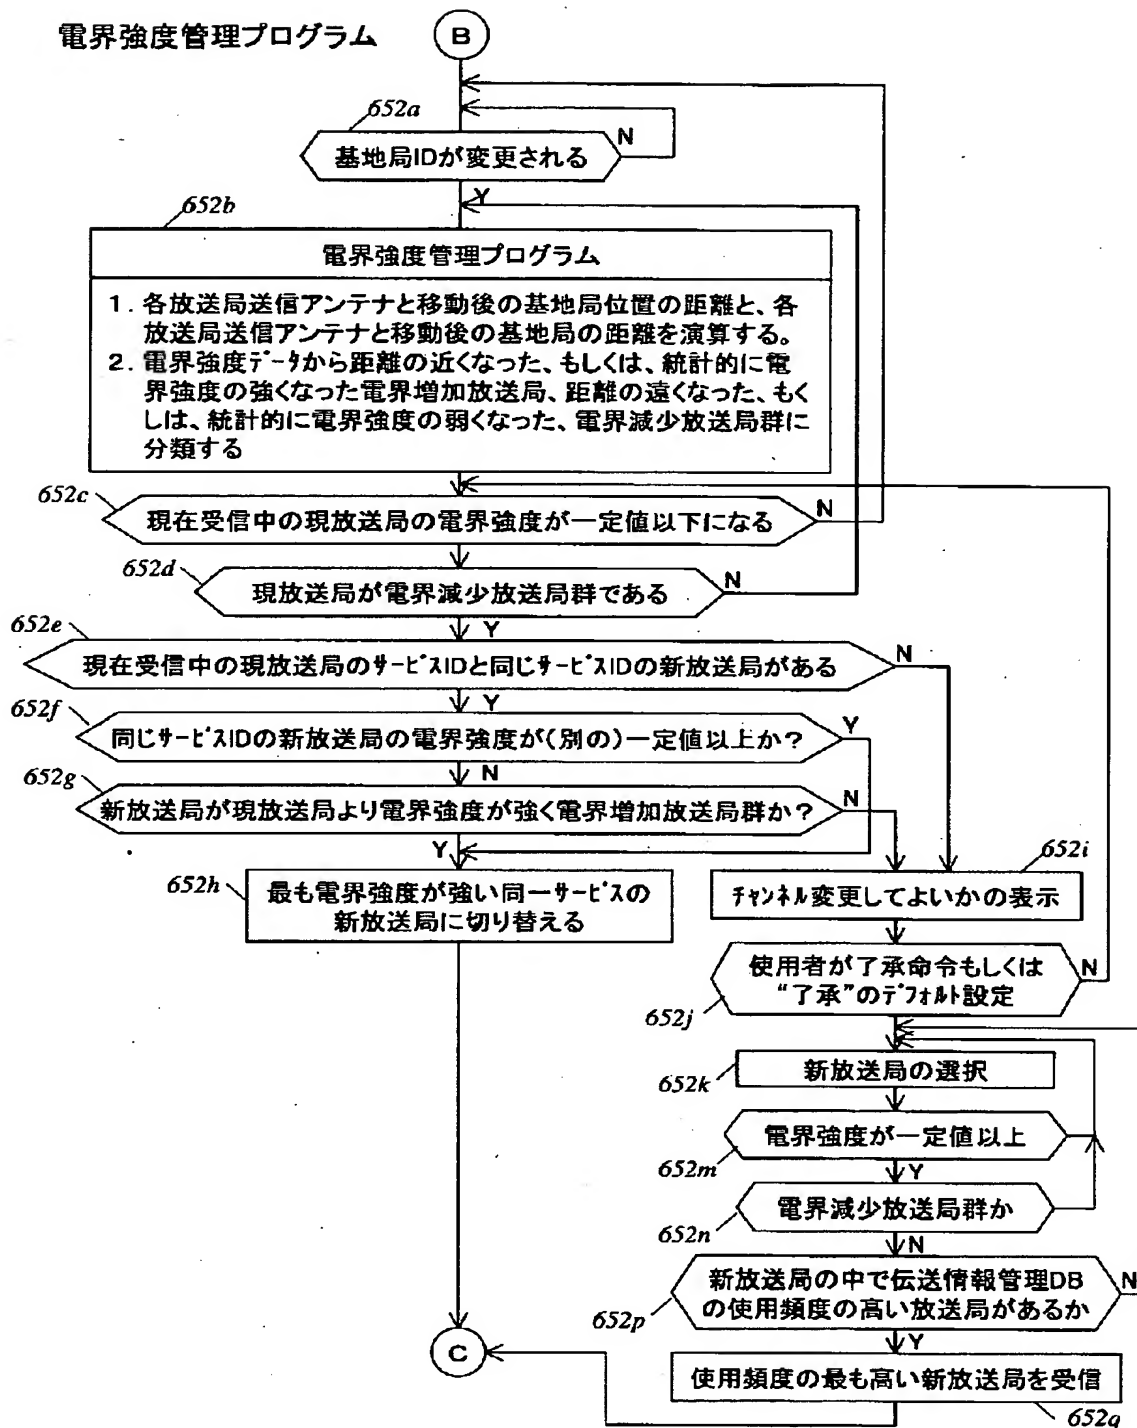 電界強度管理プログラム
B
652a
N
基地局IDが変更される
Y
652b
電界強度管理プログラム
1. 各放送局送信アンテナと移動後の基地局位置の距離と、各
放送局送信アンテナと移動後の基地局の距離を演算する。
2. 電界強度データから距離の近くなった、もしくは、統計的に電
界強度の強くなった電界増加放送局、距離の遠くなった、もく
しは、統計的に電界強度の弱くなった、電界減少放送局群に
分類する
652c
現在受信中の現放送局の電界強度が一定値以下になる
N
652d
現放送局が電界減少放送局群である
N
Y
652e
現在受信中の現放送局のサービスIDと同じサービスIDの新放送局がある
N
Y
652f
同じサービスIDの新放送局の電界強度が(別の)一定値以上か?
Y
N
652g
新放送局が現放送局より電界強度が強く電界増加放送局群か?
N
Y
652h
最も電界強度が強い同一サービスの
新放送局に切り替える
652i
チャンネル変更してよいかの表示
使用者が了承命令もしくは
“了承”のデフォルト設定
N
652j
新放送局の選択
652k
電界強度が一定値以上
652m
Y
電界減少放送局群か
652n
N
新放送局の中で伝送情報管理DB
の使用頻度の高い放送局があるか
N
652p
Y
C
使用頻度の最も高い新放送局を受信
652q